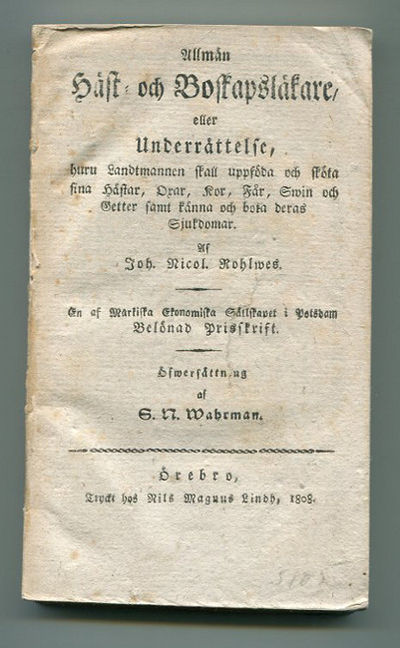 Allmän
Häst- och Boskapsläkare,
eller
Underrättelse,
huru Landtmannen skall uppföda och sköta
sina Hästar, Oxar, Kor, Får, Swin och
Getter samt känna och bota deras
Sjukdomar.
Af
Joh. Nicol. Rohlwes.
En af Markiska Ekonomiska Sällskapet i Potsdam
Belönad Prisskrift.
Öfwersättning
af
S. N. Wahrman.
Örebro,
Tryckt hos Nils Magnus Lindh, 1808.